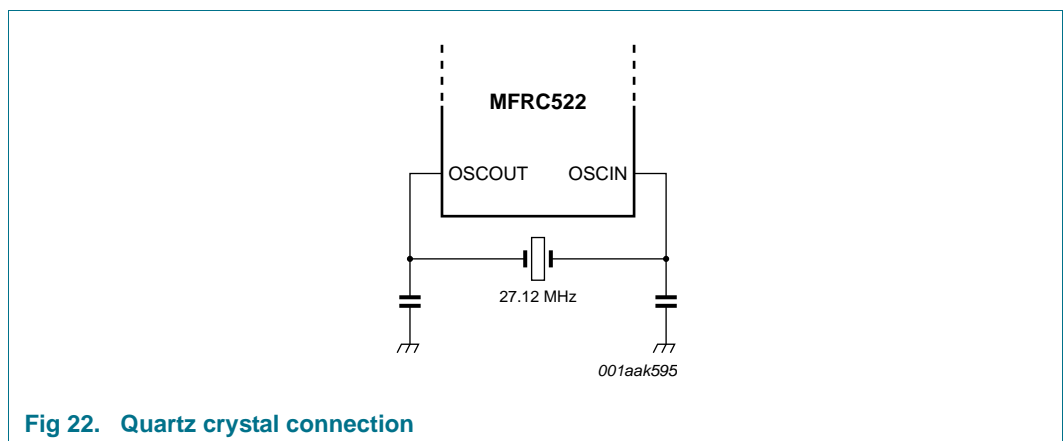 MFRC522
OSCOUT OSCIN
27.12 MHz
001aak595
Fig 22. Quartz crystal connection